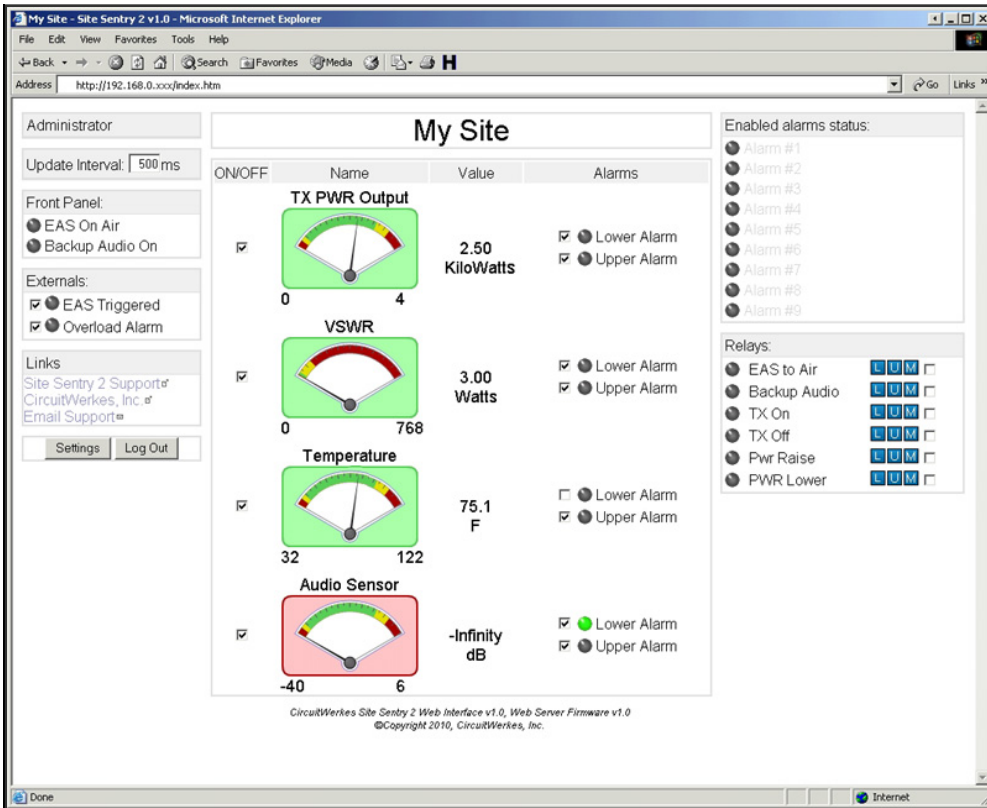 My Site - Site Sentry 2 v1.0 - Microsoft Internet Explorer
File Edit View Favorites Tools Help
Back Search Favorites Media H
Address http://192.168.0.xxx/index.htm Go Links »
Administrator
Update Interval: 500 ms
Front Panel:
EAS On Air
Backup Audio On
Externals:
EAS Triggered
Overload Alarm
Links
Site Sentry 2 Support
CircuitWerkes, Inc.
Email Support
Settings Log Out
My Site
ON/OFF Name Value Alarms
TX PWR Output
2.50
KiloWatts
Lower Alarm
Upper Alarm
0 4
VSWR
3.00
Watts
Lower Alarm
Upper Alarm
0 768
Temperature
75.1
F
Lower Alarm
Upper Alarm
32 122
Audio Sensor
-Infinity
dB
Lower Alarm
Upper Alarm
-40 6
CircuitWerkes Site Sentry 2 Web Interface v1.0, Web Server Firmware v1.0
©Copyright 2010, CircuitWerkes, Inc.
Enabled alarms status:
Alarm #1
Alarm #2
Alarm #3
Alarm #4
Alarm #5
Alarm #6
Alarm #7
Alarm #8
Alarm #9
Relays:
EAS to Air L U M
Backup Audio L U M
TX On L U M
TX Off L U M
Pwr Raise L U M
PWR Lower L U M
Done Internet